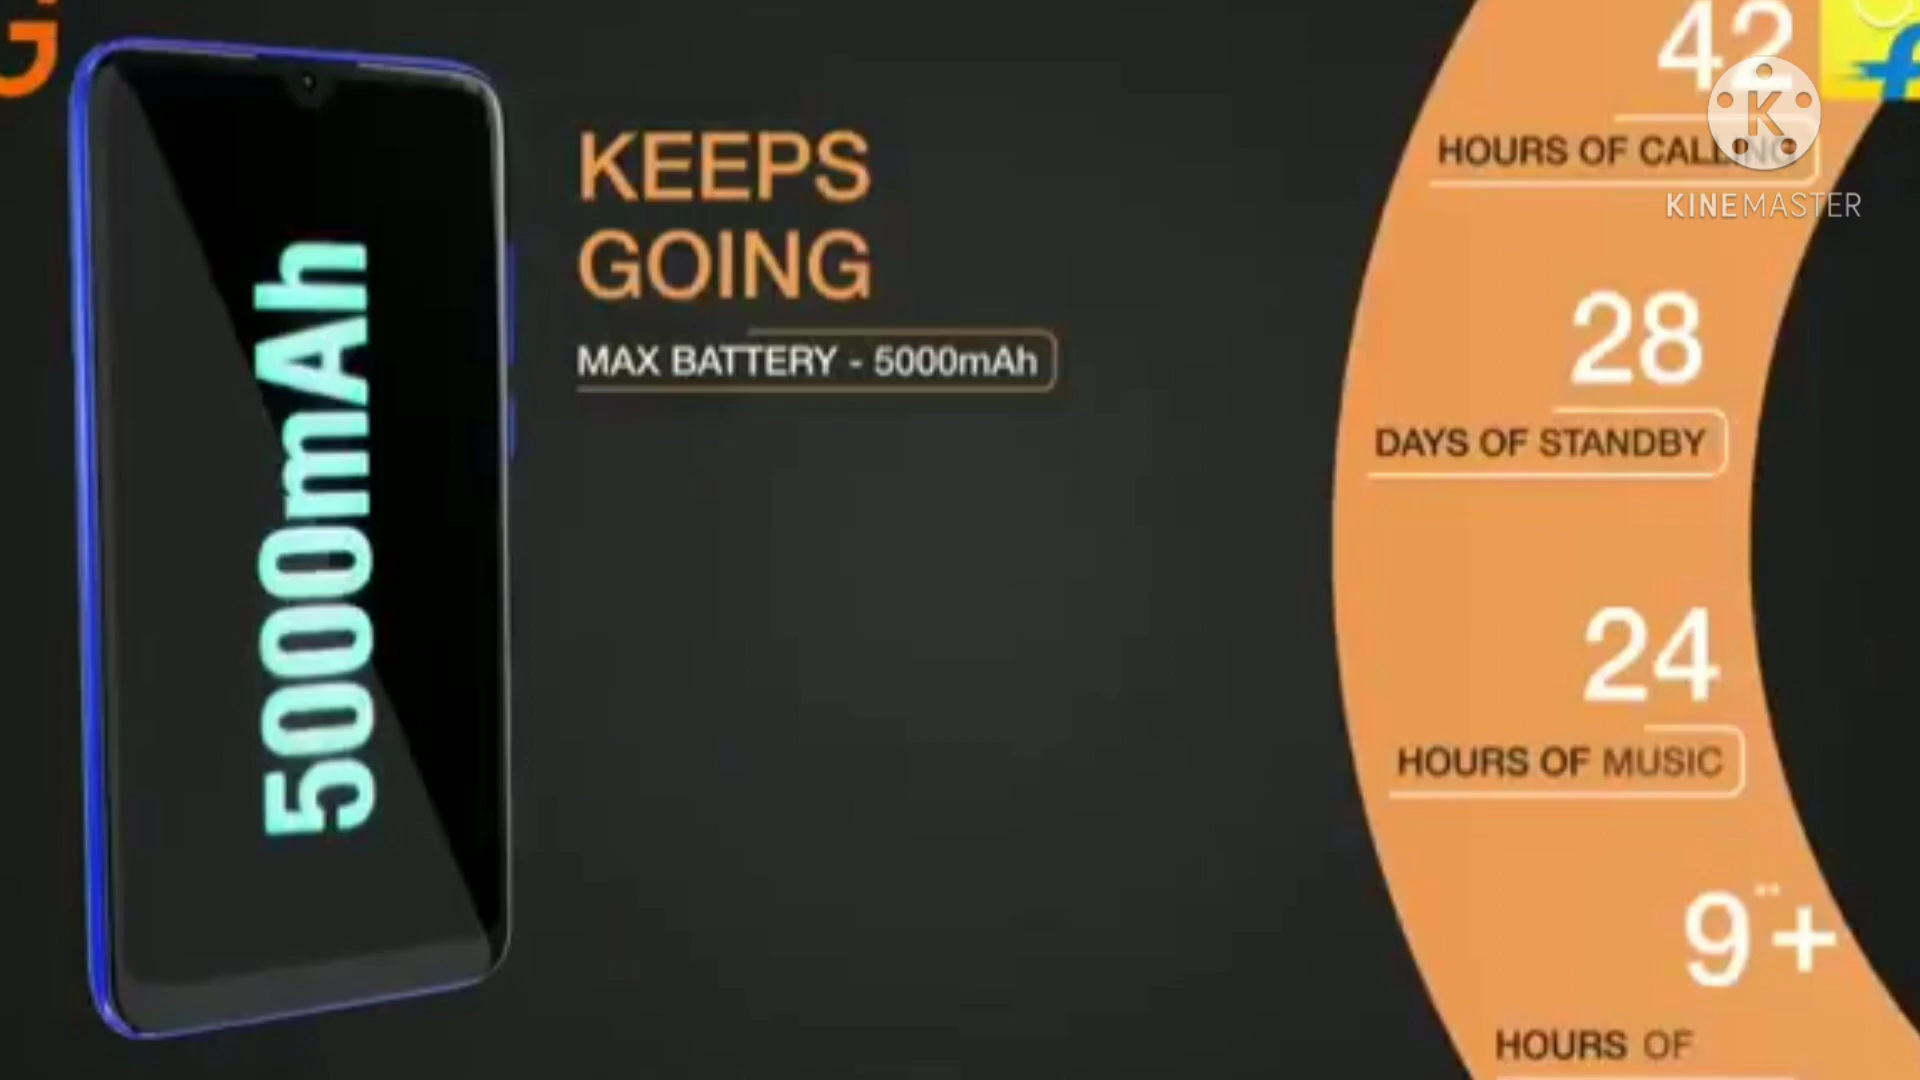 5000mAh
KEEPS
GOING
MAX BATTERY - 5000mAh
42
HOURS OF CALLING
KINEMASTER
28
DAYS OF STANDBY
24
HOURS OF MUSIC
9+
HOURS OF